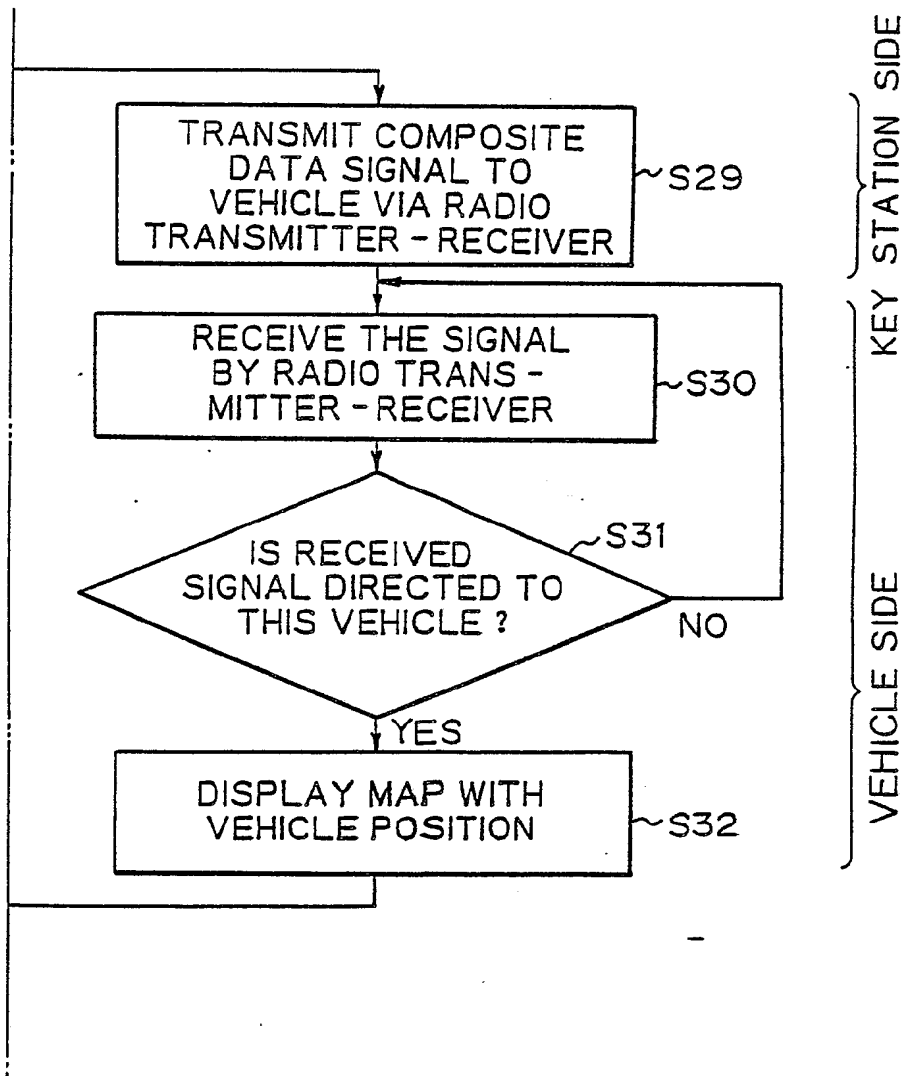 TRANSMIT COMPOSITE
DATA SIGNAL TO
VEHICLE VIA RADIO
TRANSMITTER - RECEIVER
S29
KEY STATION SIDE
RECEIVE THE SIGNAL
BY RADIO TRANS -
MITTER - RECEIVER
S30
IS RECEIVED
SIGNAL DIRECTED TO
THIS VEHICLE ?
S31
NO
YES
VEHICLE SIDE
DISPLAY MAP WITH
VEHICLE POSITION
S32